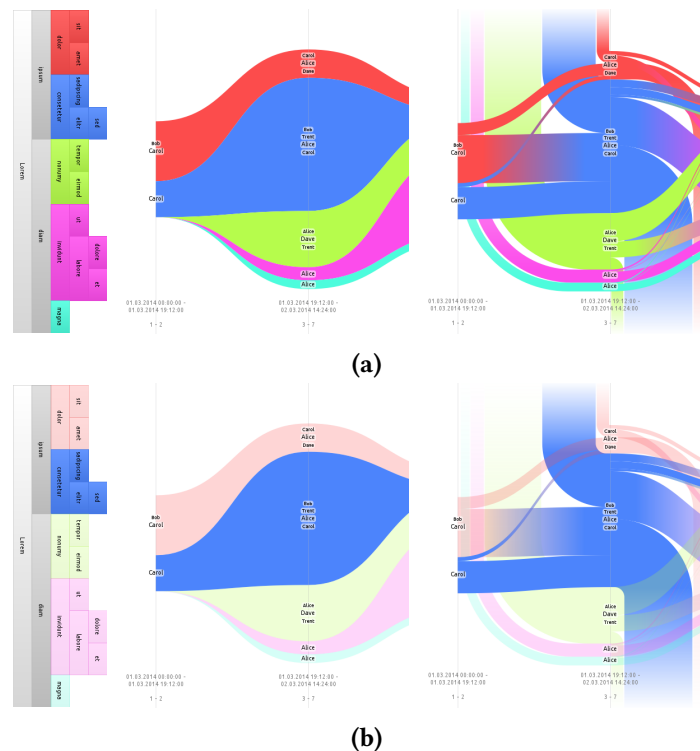 Lorem
ipsum
diam
dolor
consetetur
nonumy
invidunt
magna
sit
amet
sadipscing
elitr
tempor
eirmod
ut
labore
sed
dolore
et
Bob
Carol
Carol
Carol
Alice
Dave
Bob
Trent
Alice
Carol
Alice
Dave
Trent
Alice
Alice
01.03.2014 00:00:00 -
01.03.2014 19:12:00
1 - 2
01.03.2014 19:12:00 -
02.03.2014 14:24:00
3 - 7
Bob
Carol
Carol
Carol
Alice
Dave
Bob
Trent
Alice
Carol
Alice
Dave
Trent
Alice
Alice
01.03.2014 00:00:00 -
01.03.2014 19:12:00
1 - 2
01.03.2014 19:12:00 -
02.03.2014 14:24:00
3 - 7
(a)
Lorem
ipsum
diam
dolor
consetetur
nonumy
invidunt
magna
sit
amet
sadipscing
elitr
tempor
eirmod
ut
labore
sed
dolore
et
Bob
Carol
Carol
Carol
Alice
Dave
Bob
Trent
Alice
Carol
Alice
Dave
Trent
Alice
Alice
01.03.2014 00:00:00 -
01.03.2014 19:12:00
1 - 2
01.03.2014 19:12:00 -
02.03.2014 14:24:00
3 - 7
Bob
Carol
Carol
Carol
Alice
Dave
Bob
Trent
Alice
Carol
Alice
Dave
Trent
Alice
Alice
01.03.2014 00:00:00 -
01.03.2014 19:12:00
1 - 2
01.03.2014 19:12:00 -
02.03.2014 14:24:00
3 - 7
(b)